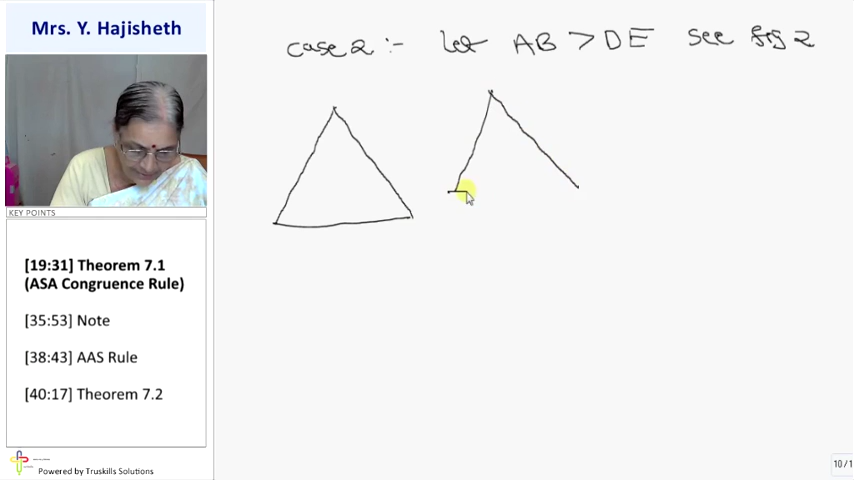 Mrs. Y. Hajisheth
case 2 :- let AB > DE see fig 2
KEY POINTS
[19:31] Theorem 7.1
(ASA Congruence Rule)
[35:53] Note
[38:43] AAS Rule
[40:17] Theorem 7.2
Powered by Truskills Solutions
10/1